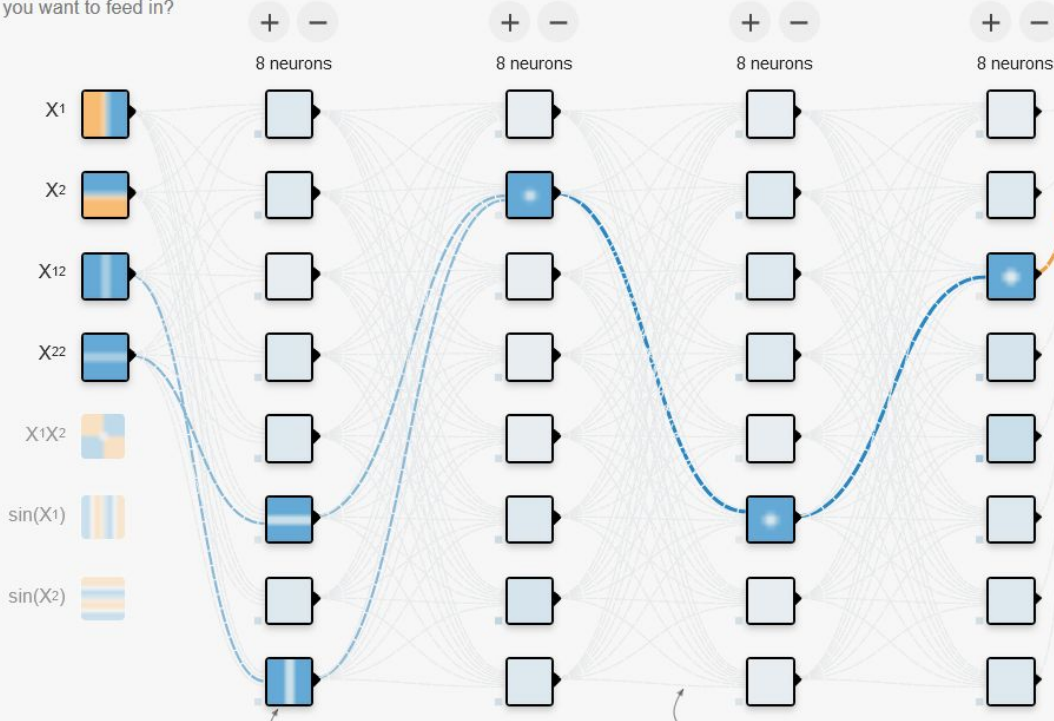 you want to feed in?
+ − + − + − + −
8 neurons 8 neurons 8 neurons 8 neurons
X1
X2
X12
X22
X1X2
sin(X1)
sin(X2)